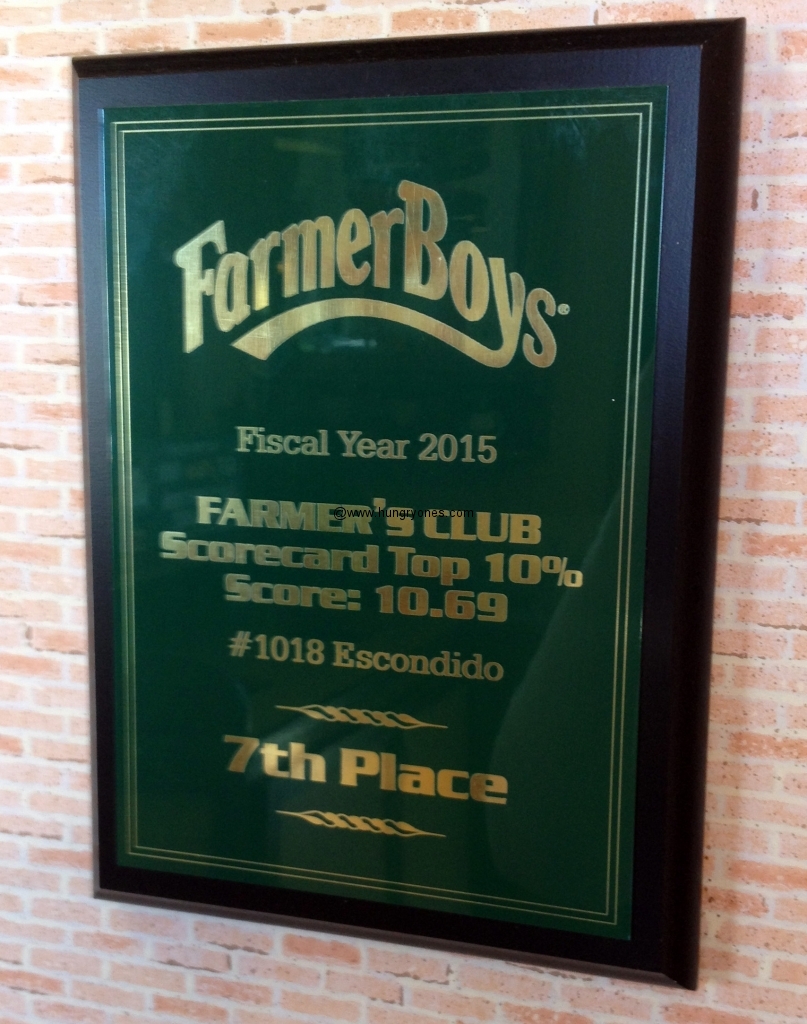 FarmerBoys®
Fiscal Year 2015
FARMER's CLUB
@www.hungryones.com
Scorecard Top 10%
Score: 10.69
#1018 Escondido
7th Place